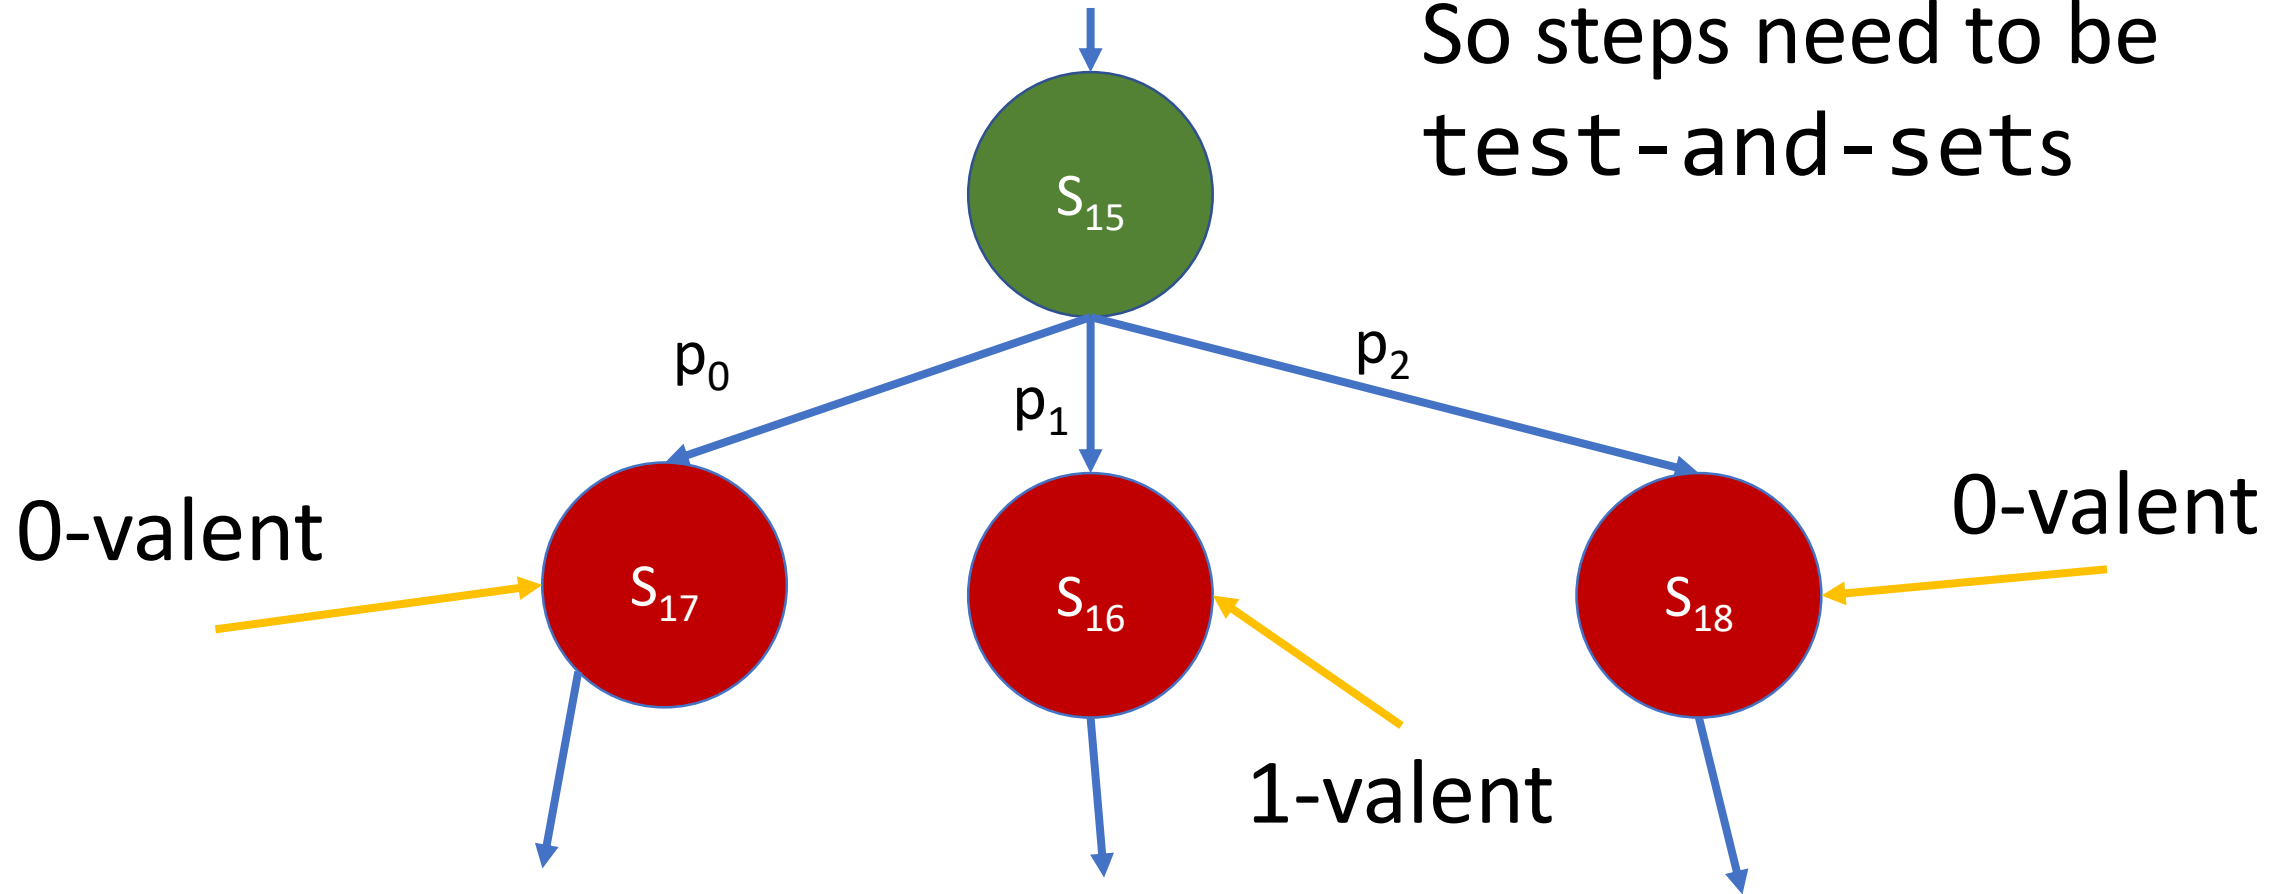 So steps need to be
test-and-sets
S₁₅
p₀
p₂
p₁
0-valent
0-valent
S₁₇
S₁₆
S₁₈
1-valent